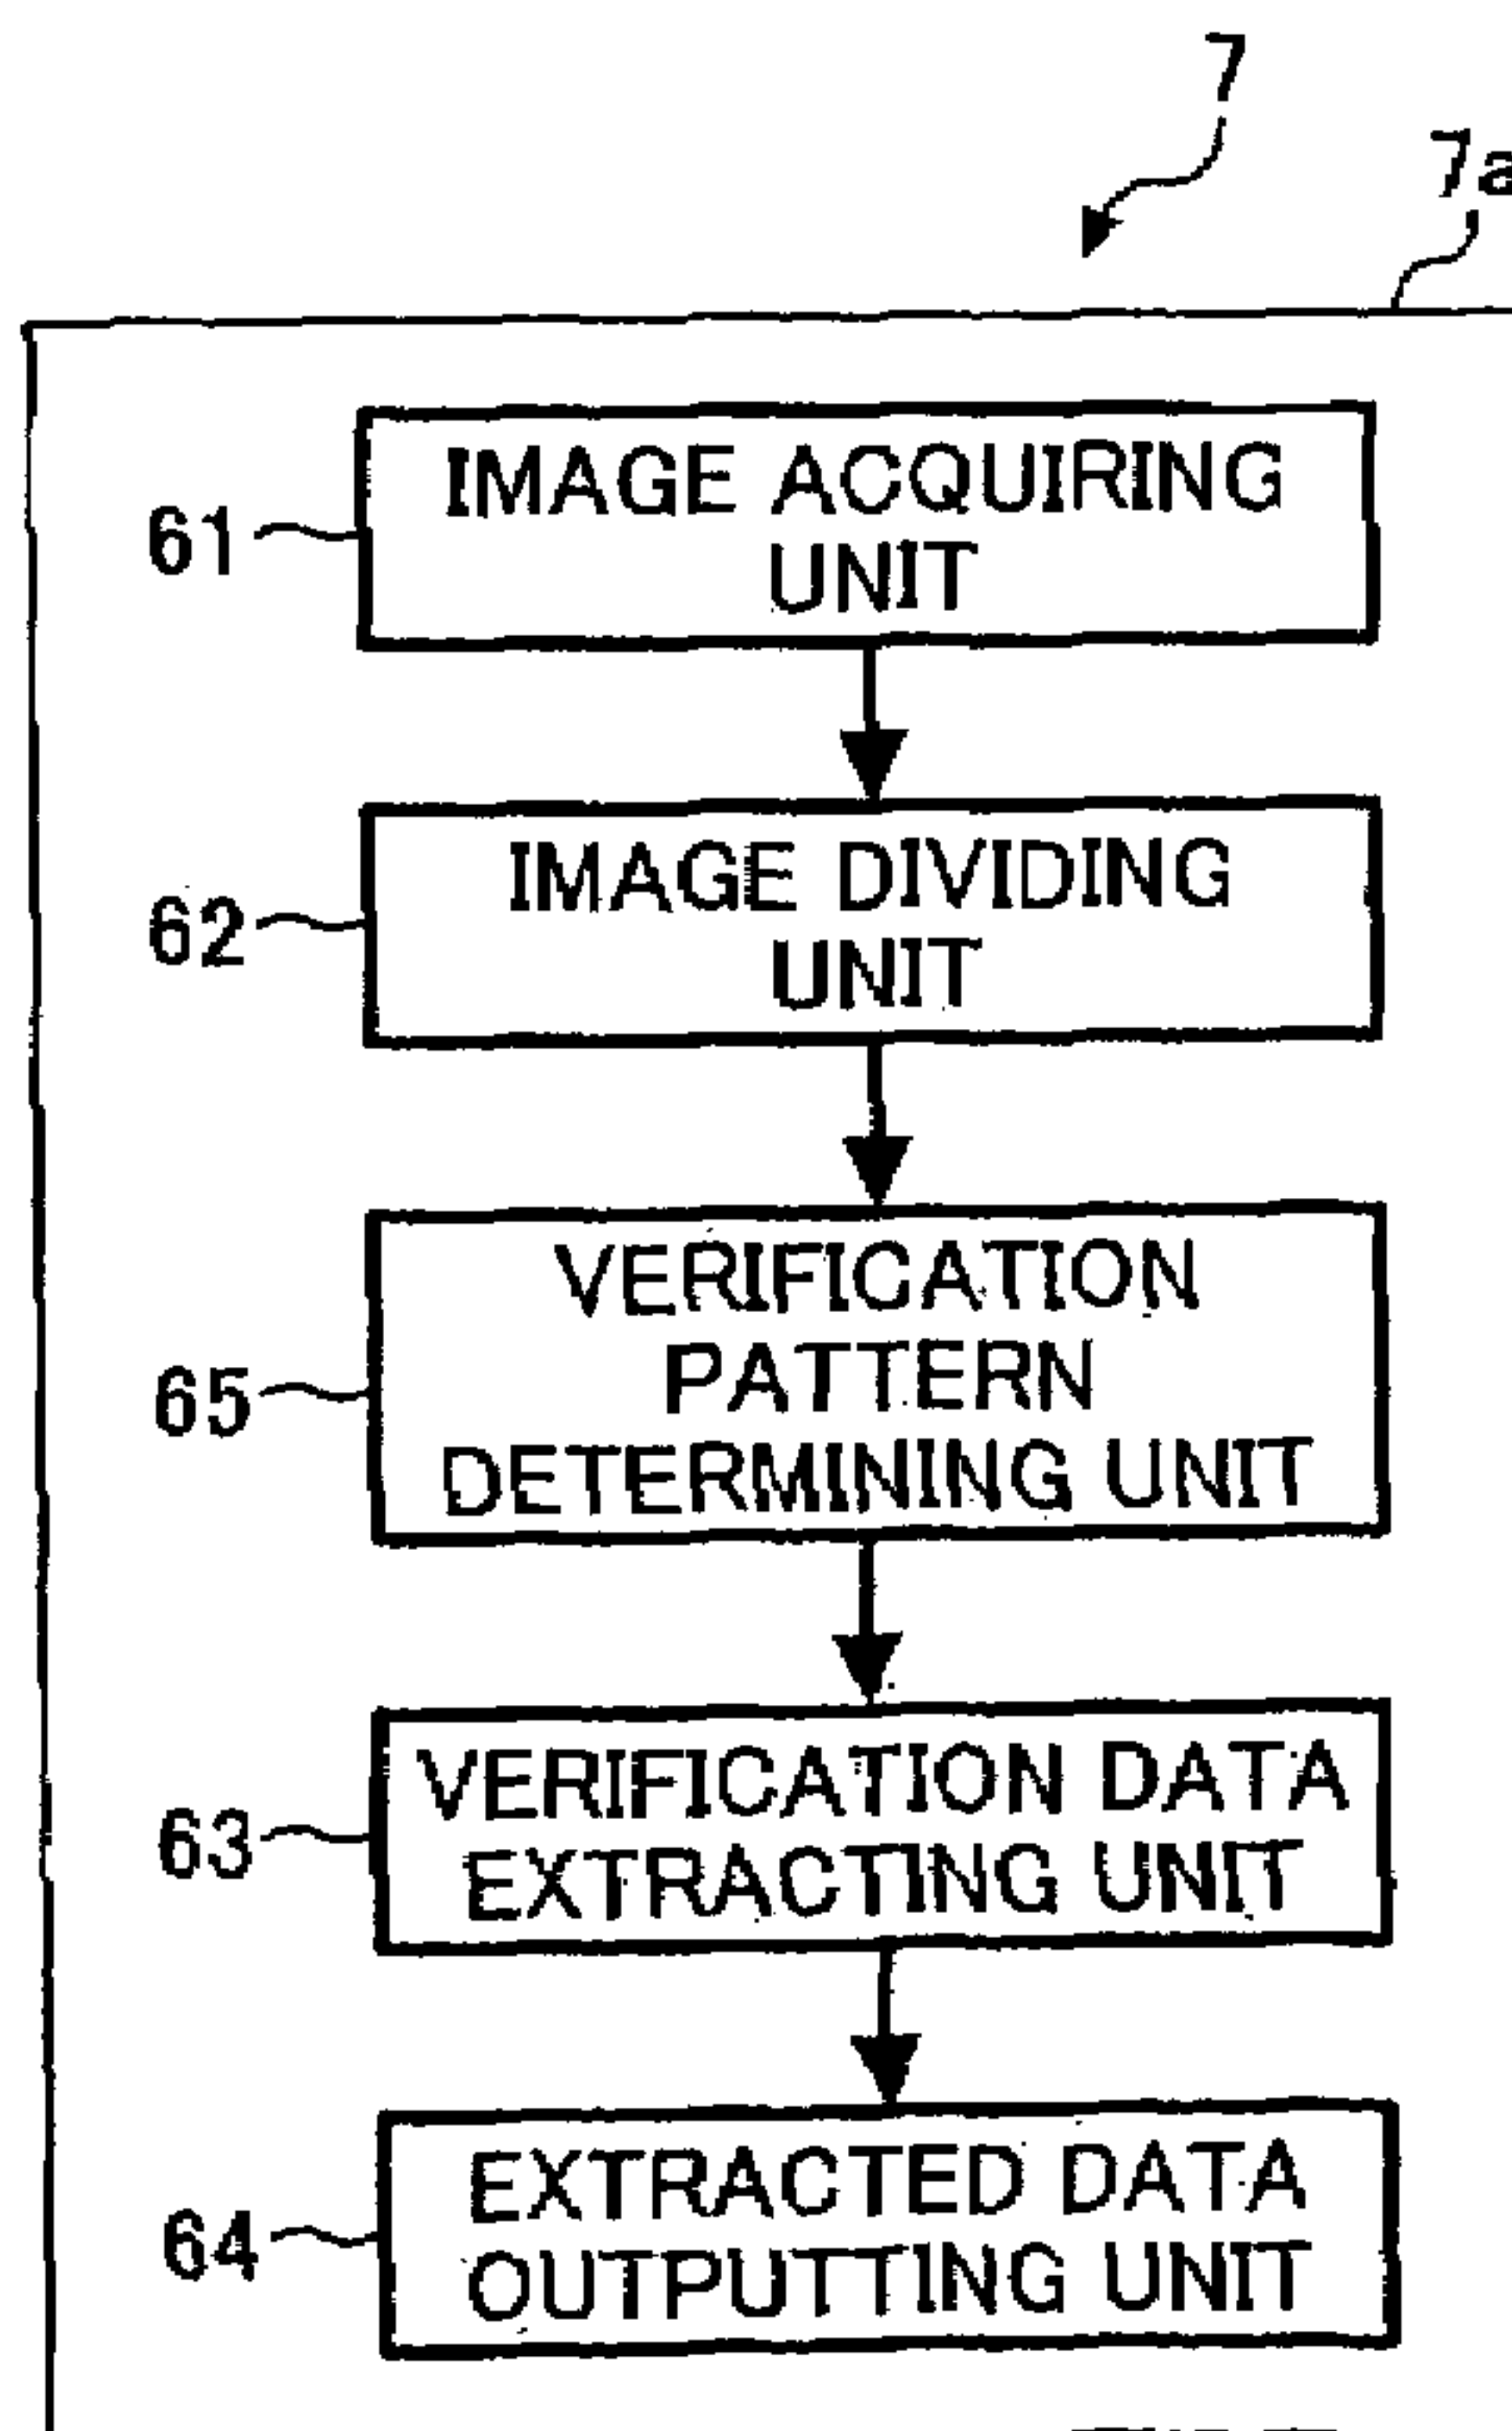 7
7a
61
IMAGE ACQUIRING
UNIT
62
IMAGE DIVIDING
UNIT
65
VERIFICATION
PATTERN
DETERMINING UNIT
63
VERIFICATION DATA
EXTRACTING UNIT
64
EXTRACTED DATA
OUTPUTTING UNIT